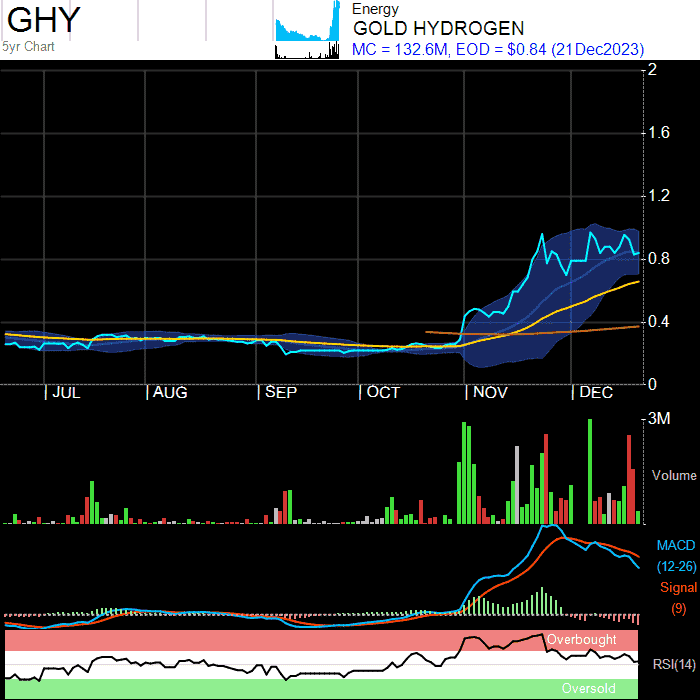 GHY
5yr Chart
Energy
GOLD HYDROGEN
MC = 132.6M, EOD = $0.84 (21Dec2023)
2
1.6
1.2
0.8
0.4
0
JUL AUG SEP OCT NOV DEC
3M
Volume
MACD
(12-26)
Signal
(9)
Overbought
RSI(14)
Oversold